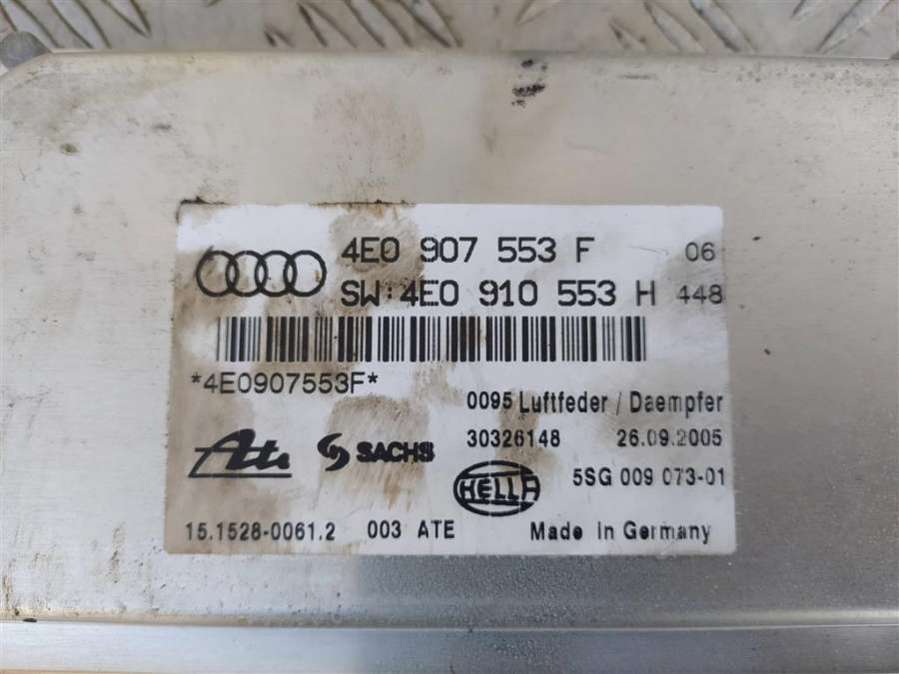 4E0 907 553 F 06
SW:4E0 910 553 H 448
*4E0907553F*
0095 Luftfeder / Daempfer
30326148 26.09.2005
Ate SACHS HELLA 5SG 009 073-01
15.1528-0061.2 003 ATE Made in Germany